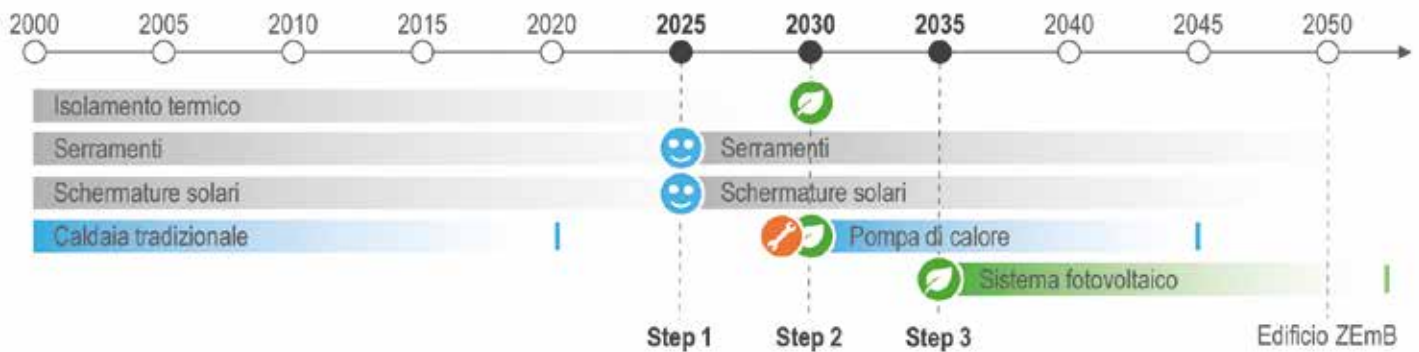 2000 2005 2010 2015 2020 2025 2030 2035 2040 2045 2050
Isolamento termico
Serramenti Serramenti
Schermature solari Schermature solari
Caldaia tradizionale Pompa di calore
Sistema fotovoltaico
Step 1 Step 2 Step 3 Edificio ZEmB